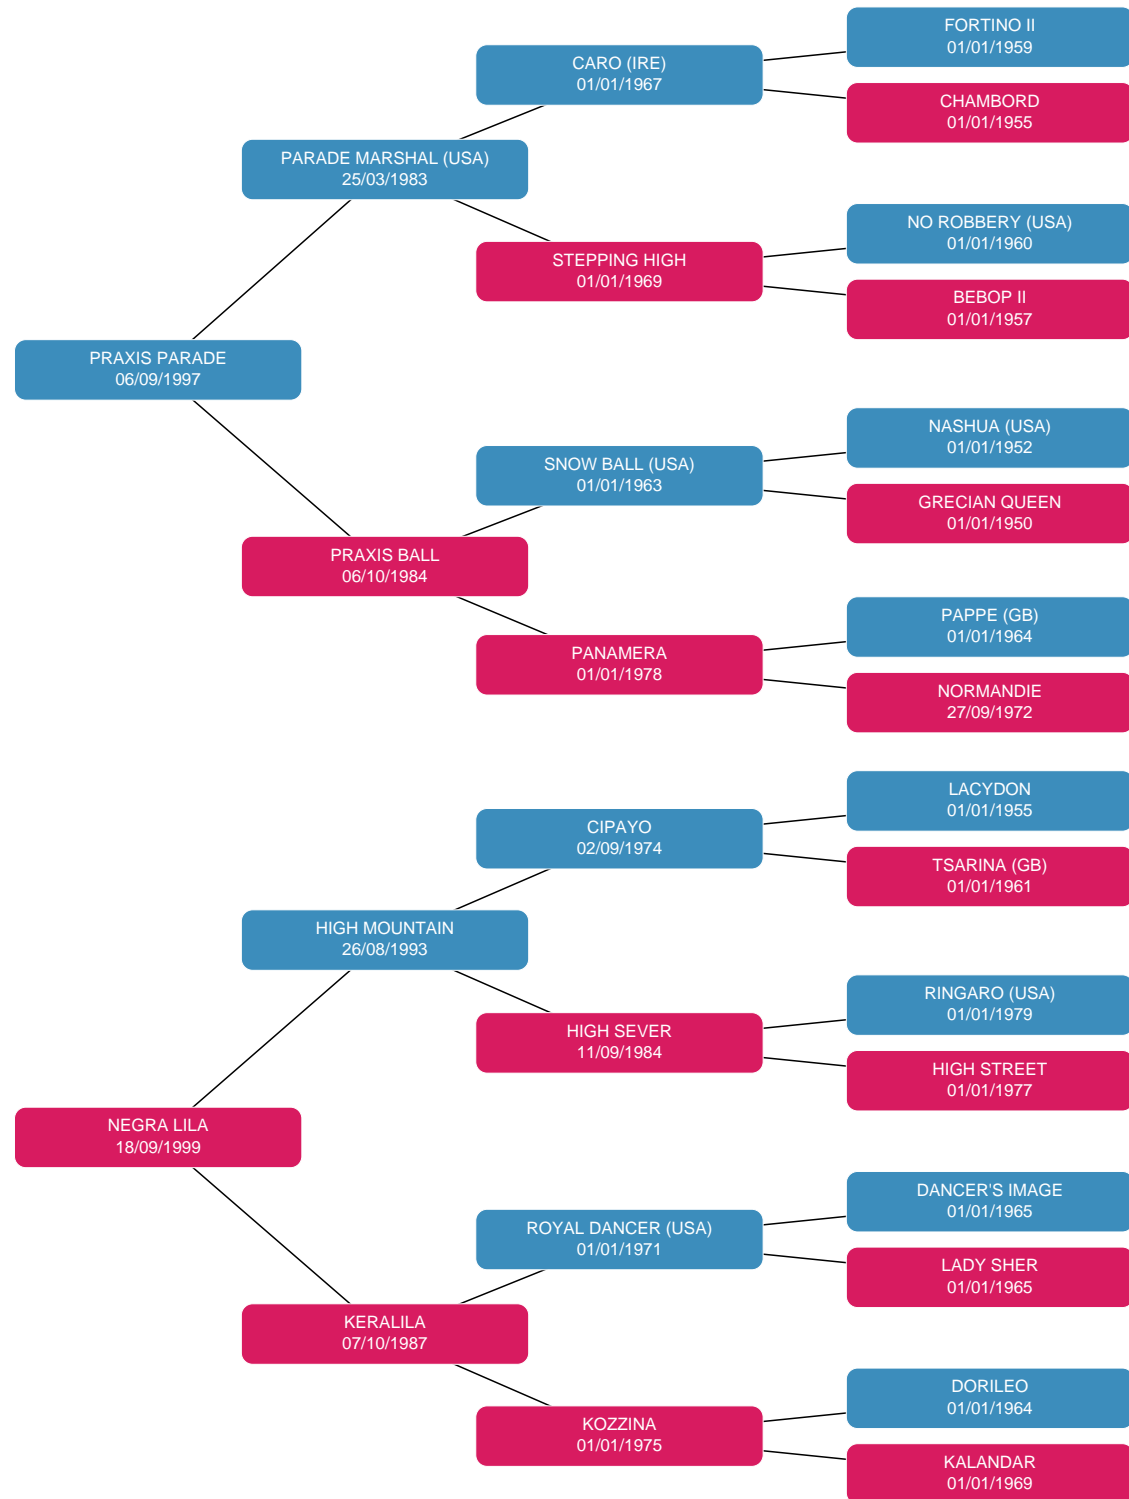 FORTINO II
01/01/1959
CARO (IRE)
01/01/1967
CHAMBORD
01/01/1955
PARADE MARSHAL (USA)
25/03/1983
NO ROBBERY (USA)
01/01/1960
STEPPING HIGH
01/01/1969
BEBOP II
01/01/1957
PRAXIS PARADE
06/09/1997
NASHUA (USA)
01/01/1952
SNOW BALL (USA)
01/01/1963
GRECIAN QUEEN
01/01/1950
PRAXIS BALL
06/10/1984
PAPPE (GB)
01/01/1964
PANAMERA
01/01/1978
NORMANDIE
27/09/1972
LACYDON
01/01/1955
CIPAYO
02/09/1974
TSARINA (GB)
01/01/1961
HIGH MOUNTAIN
26/08/1993
RINGARO (USA)
01/01/1979
HIGH SEVER
11/09/1984
HIGH STREET
01/01/1977
NEGRA LILA
18/09/1999
DANCER'S IMAGE
01/01/1965
ROYAL DANCER (USA)
01/01/1971
LADY SHER
01/01/1965
KERALILA
07/10/1987
DORILEO
01/01/1964
KOZZINA
01/01/1975
KALANDAR
01/01/1969